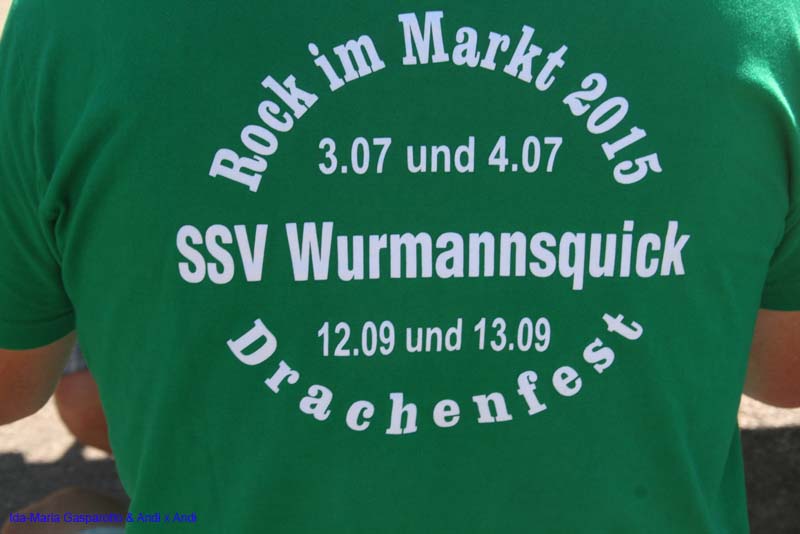 Rock im Markt 2015
3.07 und 4.07
SSV Wurmannsquick
12.09 und 13.09
Drachenfest
Ida-Maria Gasparotto & Andi x Andi